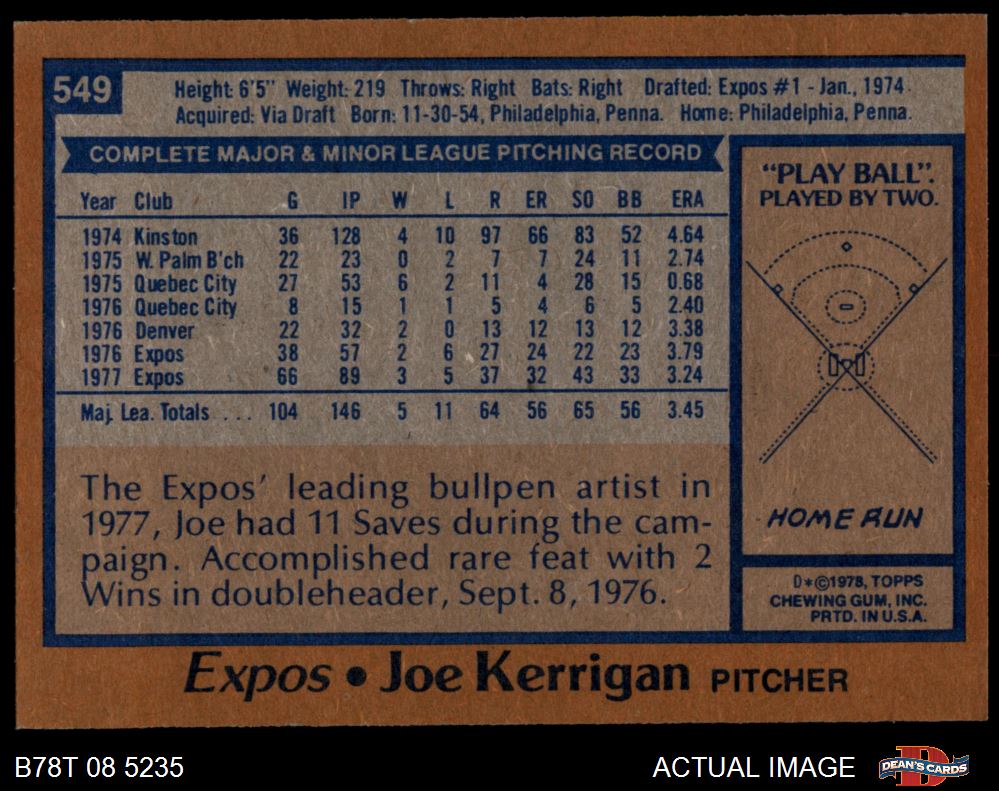 549
Height: 6'5" Weight: 219 Throws: Right Bats: Right Drafted: Expos #1 - Jan., 1974.
Acquired: Via Draft Born: 11-30-54, Philadelphia, Penna. Home: Philadelphia, Penna.
COMPLETE MAJOR & MINOR LEAGUE PITCHING RECORD
Year Club G IP W L R ER SO BB ERA
1974 Kinston 36 128 4 10 97 66 83 52 4.64
1975 W. Palm B'ch 22 23 0 2 7 7 24 11 2.74
1975 Quebec City 27 53 6 2 11 4 28 15 0.68
1976 Quebec City 8 15 1 1 5 4 6 5 2.40
1976 Denver 22 32 2 0 13 12 13 12 3.38
1976 Expos 38 57 2 6 27 24 22 23 3.79
1977 Expos 66 89 3 5 37 32 43 33 3.24
Maj. Lea. Totals . . . 104 146 5 11 64 56 65 56 3.45
The Expos' leading bullpen artist in
1977, Joe had 11 Saves during the cam-
paign. Accomplished rare feat with 2
Wins in doubleheader, Sept. 8, 1976.
"PLAY BALL".
PLAYED BY TWO.
HOME RUN
D*©1978, TOPPS
CHEWING GUM, INC.
PRTD. IN U.S.A.
Expos • Joe Kerrigan PITCHER
B78T 08 5235
ACTUAL IMAGE
DEAN'S CARDS